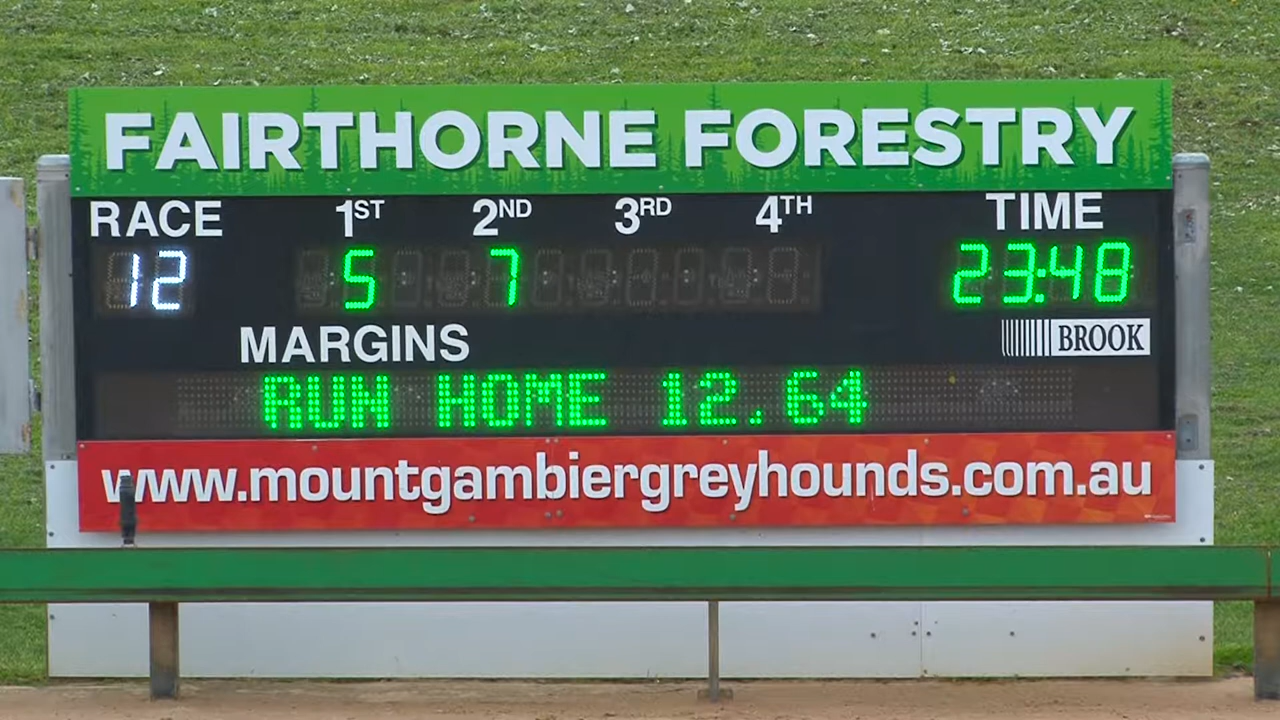 FAIRTHORNE FORESTRY
RACE 1ST 2ND 3RD 4TH TIME
12 5 7 23:48
MARGINS BROOK
RUN HOME 12.64
www.mountgambiergreyhounds.com.au